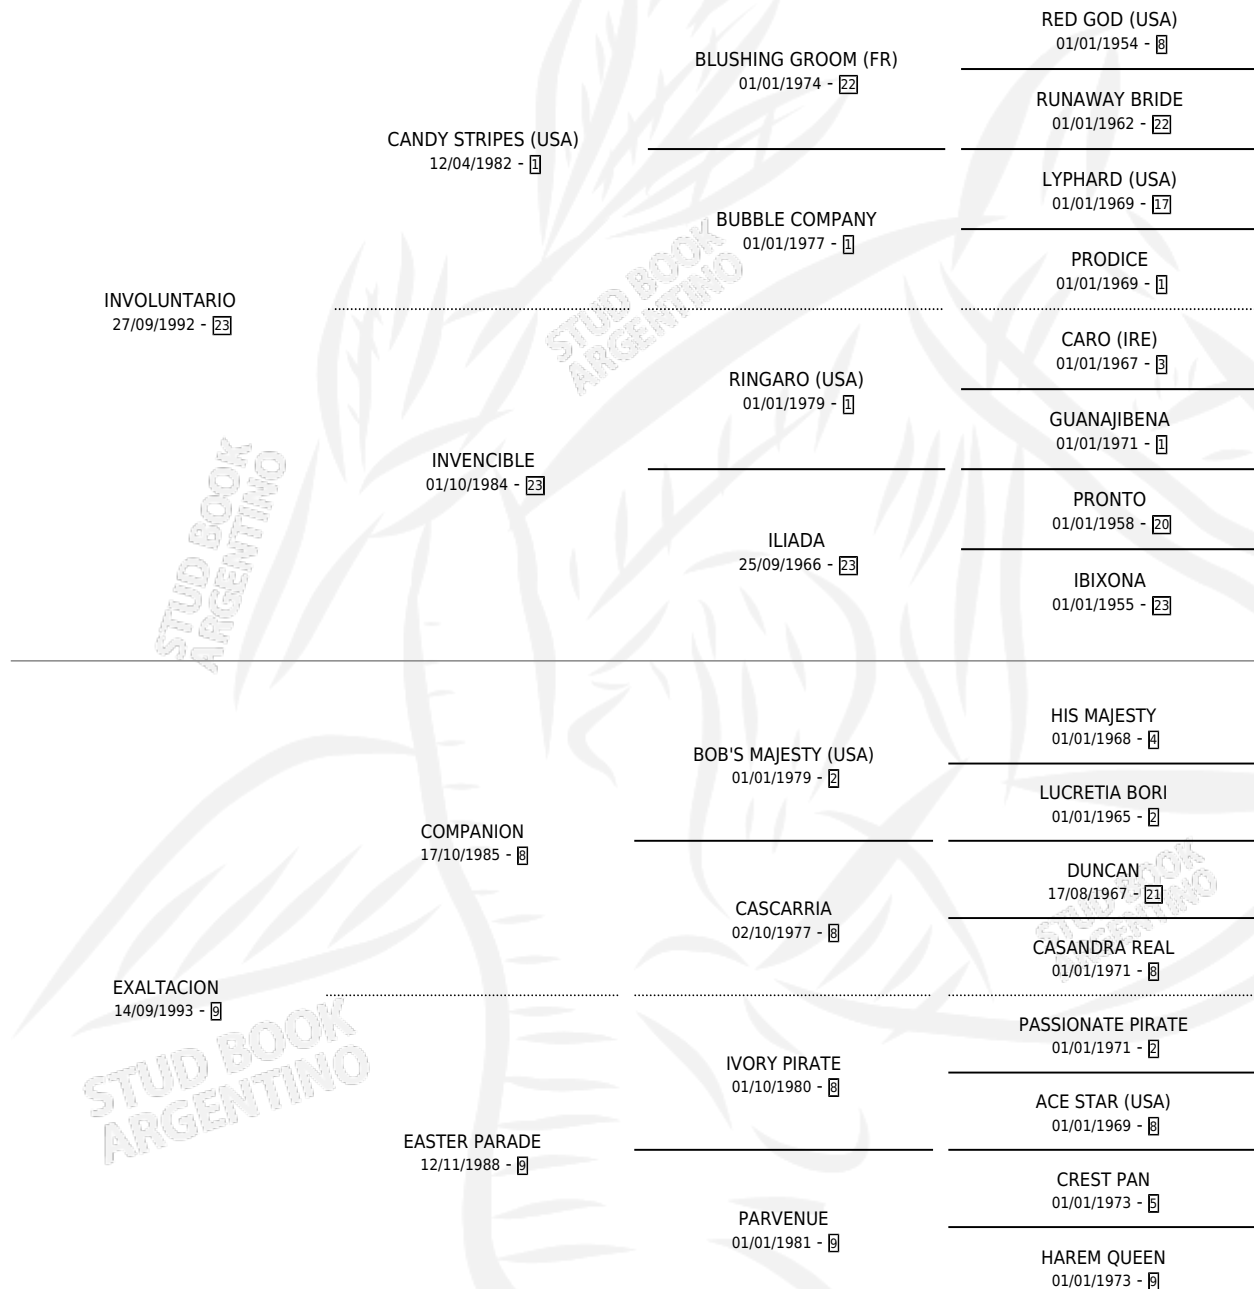 RED GOD (USA)
01/01/1954 - 8
BLUSHING GROOM (FR)
01/01/1974 - 22
RUNAWAY BRIDE
01/01/1962 - 22
CANDY STRIPES (USA)
12/04/1982 - 1
LYPHARD (USA)
01/01/1969 - 17
BUBBLE COMPANY
01/01/1977 - 1
PRODICE
01/01/1969 - 1
INVOLUNTARIO
27/09/1992 - 23
CARO (IRE)
01/01/1967 - 3
RINGARO (USA)
01/01/1979 - 1
GUANAJIBENA
01/01/1971 - 1
INVENCIBLE
01/10/1984 - 23
PRONTO
01/01/1958 - 20
ILIADA
25/09/1966 - 23
IBIXONA
01/01/1955 - 23
HIS MAJESTY
01/01/1968 - 4
BOB'S MAJESTY (USA)
01/01/1979 - 2
LUCRETIA BORI
01/01/1965 - 2
COMPANION
17/10/1985 - 8
DUNCAN
17/08/1967 - 21
CASCARRIA
02/10/1977 - 8
CASANDRA REAL
01/01/1971 - 8
EXALTACION
14/09/1993 - 9
PASSIONATE PIRATE
01/01/1971 - 2
IVORY PIRATE
01/10/1980 - 8
ACE STAR (USA)
01/01/1969 - 8
EASTER PARADE
12/11/1988 - 9
CREST PAN
01/01/1973 - 5
PARVENUE
01/01/1981 - 9
HAREM QUEEN
01/01/1973 - 9
STUD BOOK
ARGENTINO
STUD BOOK
ARGENTINO
STUD BOOK
ARGENTINO
STUD BOOK
ARGENTINO